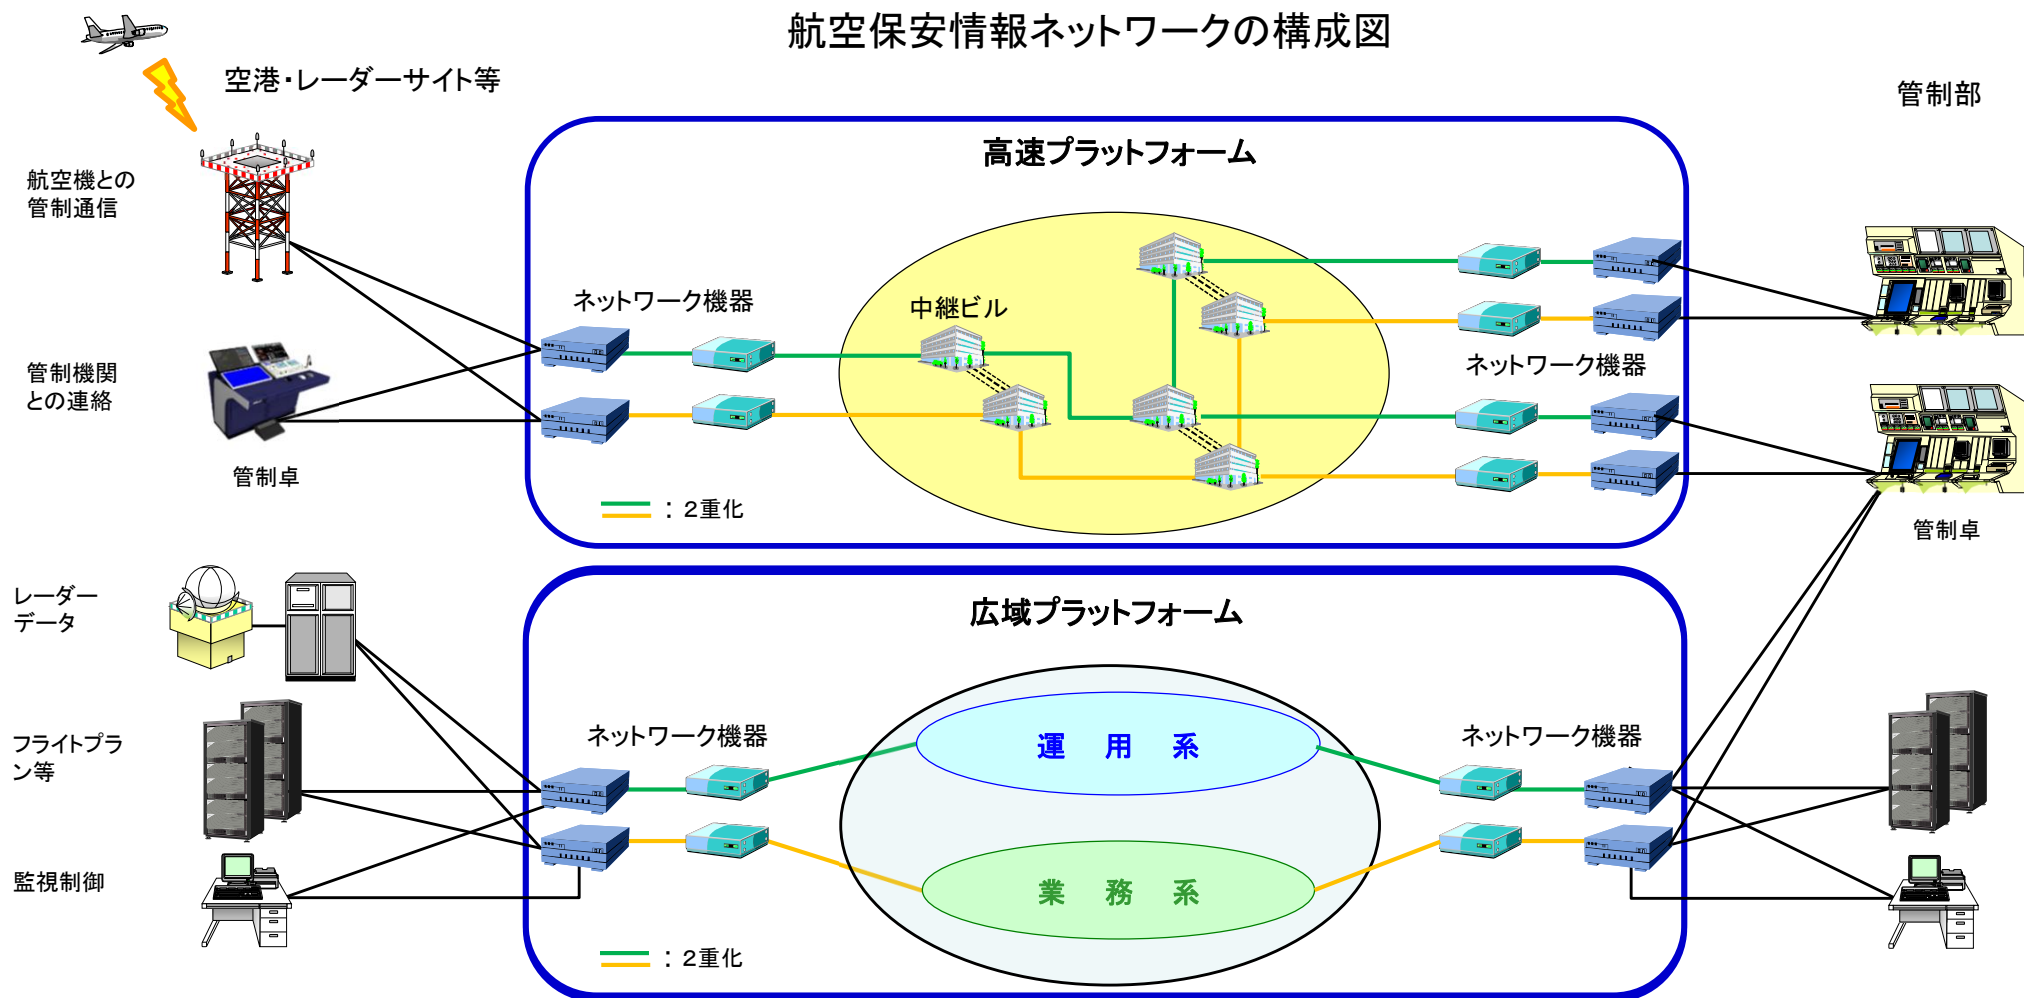 航空保安情報ネットワークの構成図
空港・レーダーサイト等
管制部
高速プラットフォーム
航空機との
管制通信
ネットワーク機器
中継ビル
管制機関
との連絡
ネットワーク機器
管制卓
：２重化
管制卓
レーダー
データ
広域プラットフォーム
フライトプラ
ン等
ネットワーク機器
運用系
ネットワーク機器
監視制御
業務系
：２重化